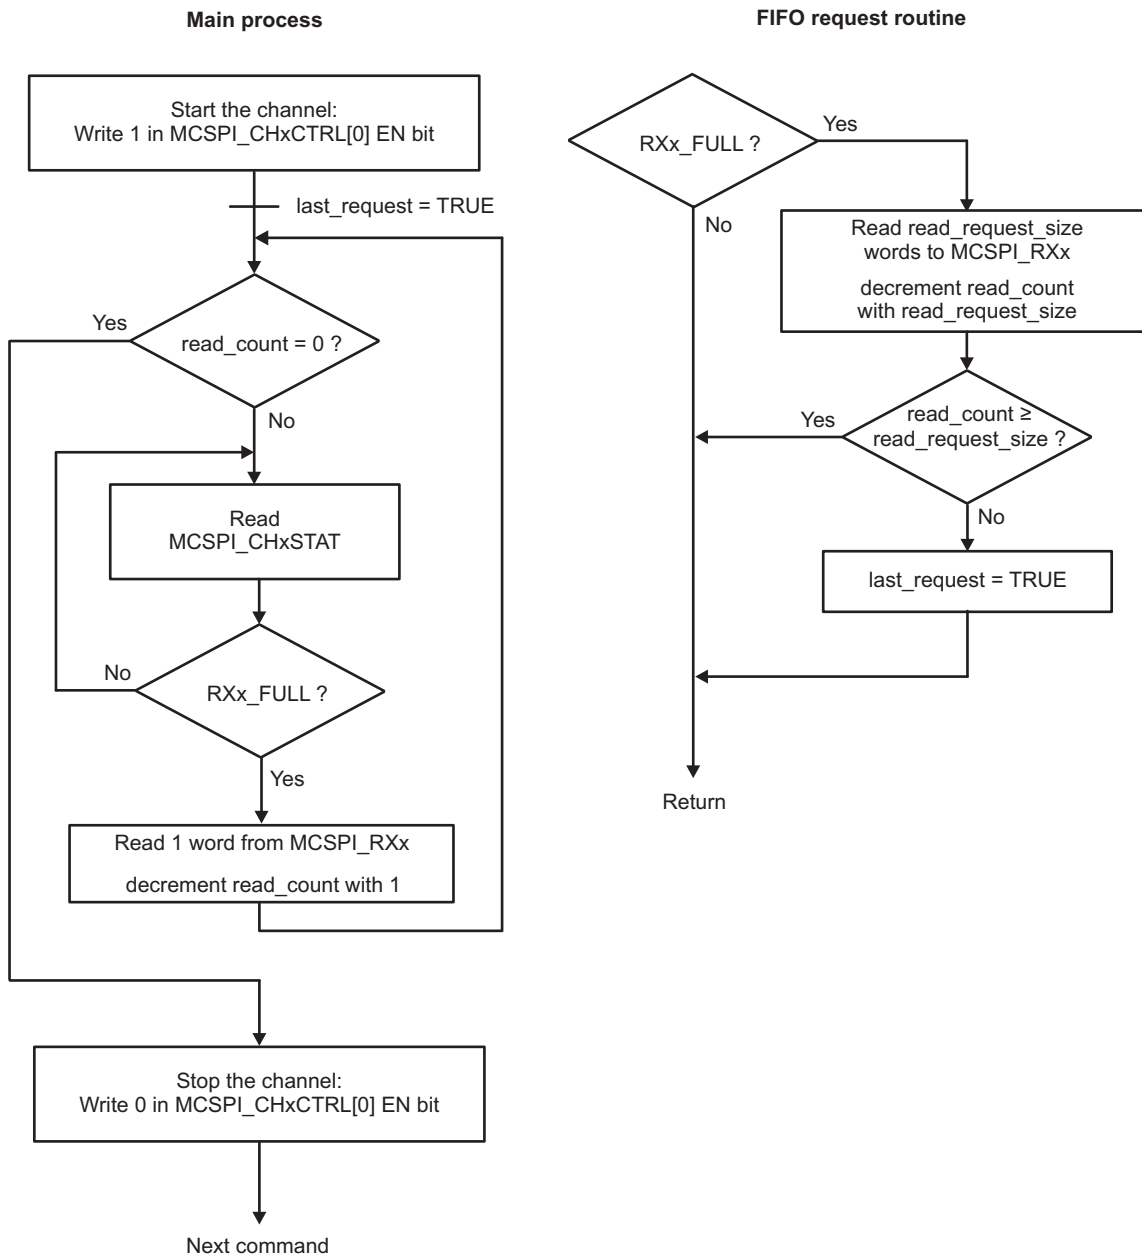 Main process
Start the channel:
Write 1 in MCSPI_CHxCTRL[0] EN bit
last_request = TRUE
Yes
read_count = 0 ?
No
Read
MCSPI_CHxSTAT
No
RXx_FULL ?
Yes
Read 1 word from MCSPI_RXx
decrement read_count with 1
Stop the channel:
Write 0 in MCSPI_CHxCTRL[0] EN bit
Next command
FIFO request routine
RXx_FULL ?
Yes
No
Read read_request_size
words to MCSPI_RXx
decrement read_count
with read_request_size
Yes
read_count ≥
read_request_size ?
No
last_request = TRUE
Return